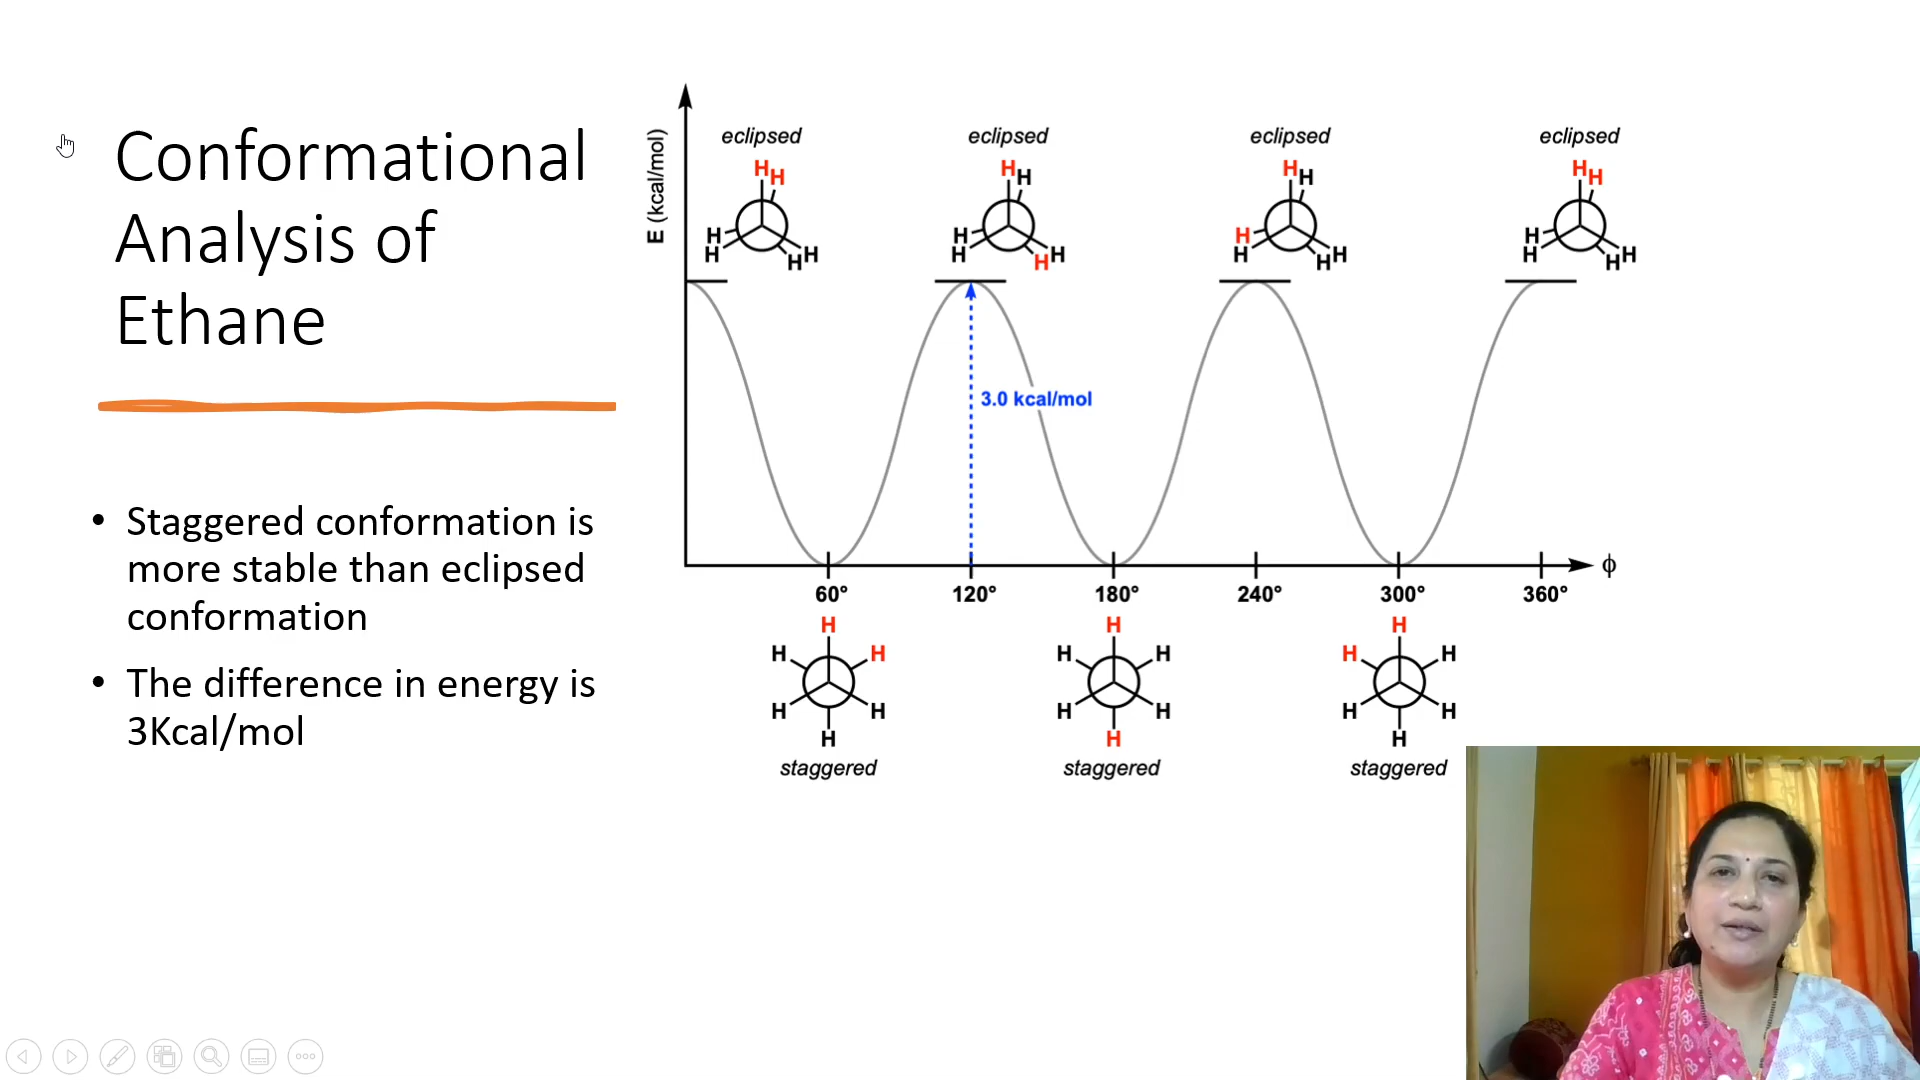 Conformational
Analysis of
Ethane
• Staggered conformation is
more stable than eclipsed
conformation
• The difference in energy is
3Kcal/mol
E (kcal/mol)
eclipsed eclipsed eclipsed eclipsed
H H H H H H H H
H H H H
H H H H H H H H
H H H H
3.0 kcal/mol
ϕ
60° 120° 180° 240° 300° 360°
H H H
H H H H H H
H H H H H H
H H H
staggered staggered staggered